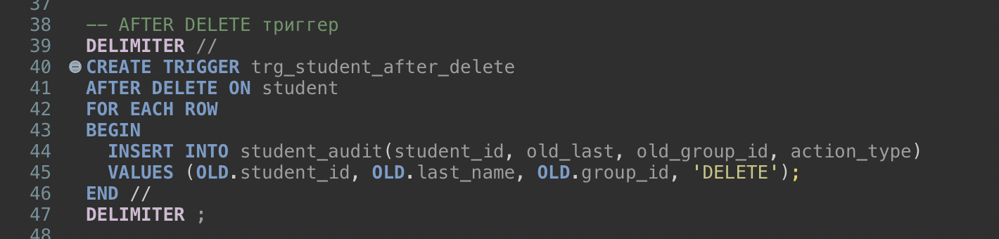 37
38 -- AFTER DELETE триггер
39 DELIMITER //
40 CREATE TRIGGER trg_student_after_delete
41 AFTER DELETE ON student
42 FOR EACH ROW
43 BEGIN
44 INSERT INTO student_audit(student_id, old_last, old_group_id, action_type)
45 VALUES (OLD.student_id, OLD.last_name, OLD.group_id, 'DELETE');
46 END //
47 DELIMITER ;
48